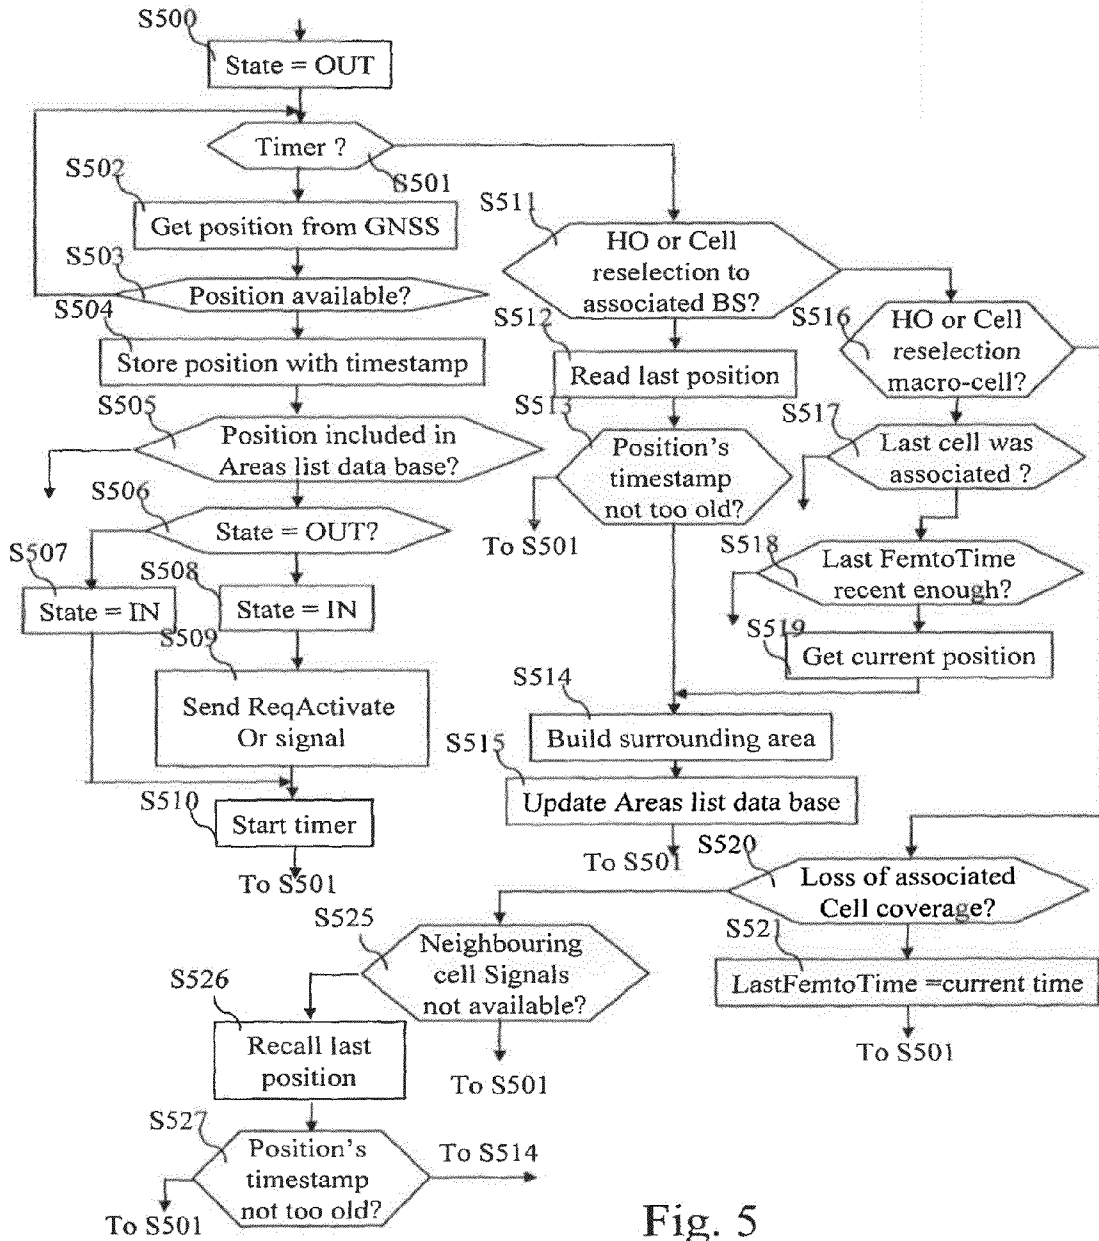 S500
State = OUT
Timer ?
S501
S502
Get position from GNSS
S503
Position available?
S504
Store position with timestamp
S505
Position included in
Areas list data base?
S506
State = OUT?
S507
State = IN
S508
State = IN
S509
Send ReqActivate
Or signal
S510
Start timer
To S501
S511
HO or Cell
reselection to
associated BS?
S512
Read last position
S513
Position's
timestamp
not too old?
To S501
S514
Build surrounding area
S515
Update Areas list data base
To S501
S516
HO or Cell
reselection
macro-cell?
S517
Last cell was
associated ?
S518
Last FemtoTime
recent enough?
S519
Get current position
S520
Loss of associated
Cell coverage?
S521
LastFemtoTime =current time
To S501
S525
Neighbouring
cell Signals
not available?
To S501
S526
Recall last
position
S527
Position's
timestamp
not too old?
To S501
To S514
Fig. 5